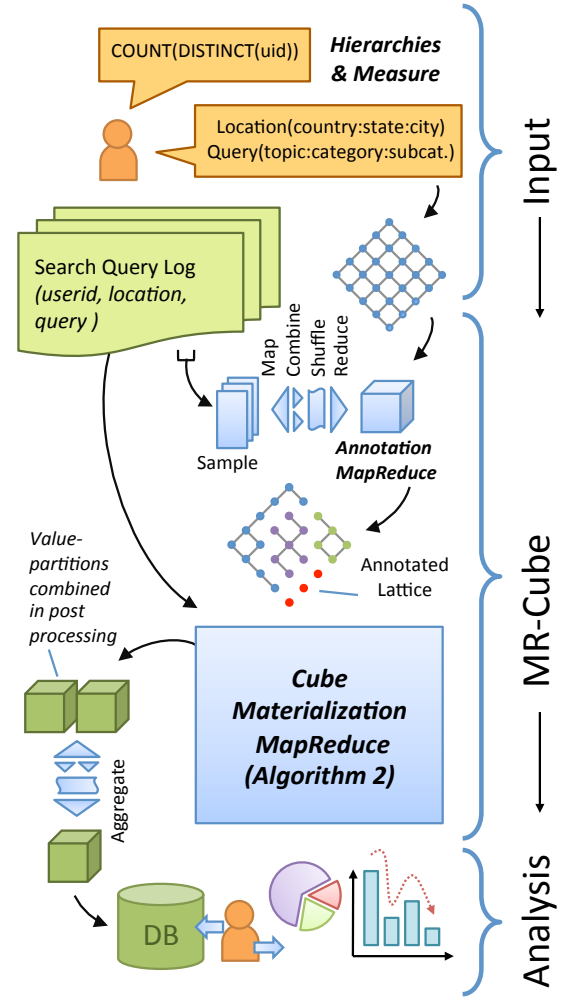 COUNT(DISTINCT(uid))
Hierarchies
& Measure
Location(country:state:city)
Query(topic:category:subcat.)
Input
Search Query Log
(userid, location,
query )
Map
Combine
Shuffle
Reduce
Sample
Annotation
MapReduce
Annotated
Lattice
MR-Cube
Value-
partitions
combined
in post
processing
Cube
Materialization
MapReduce
(Algorithm 2)
Aggregate
DB
Analysis